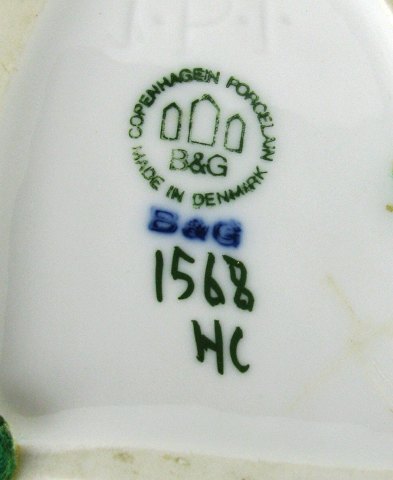 COPENHAGEN PORCELAIN
B&G
MADE IN DENMARK
B&G
1568
HC